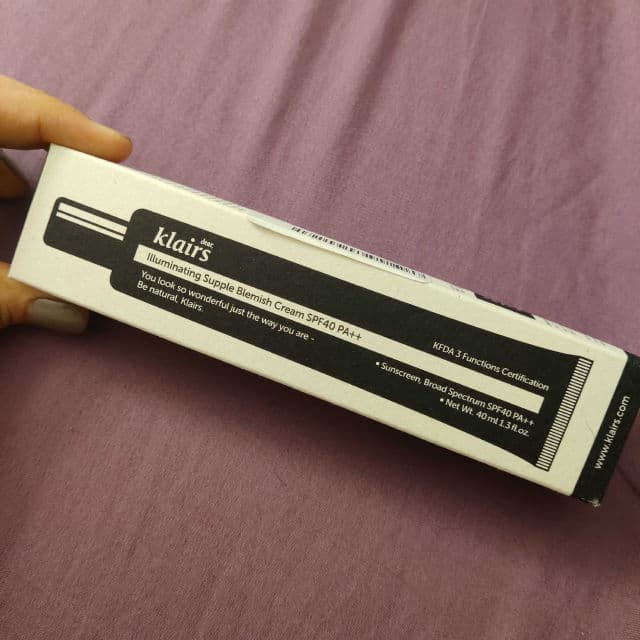 dear,
klairs
Illuminating Supple Blemish Cream SPF40 PA++
You look so wonderful just the way you are -
Be natural, Klairs.
KFDA 3 Functions Certification
• Sunscreen, Broad Spectrum SPF40 PA++
• Net Wt. 40 ml 1.3 fl.oz.
www.klairs.com